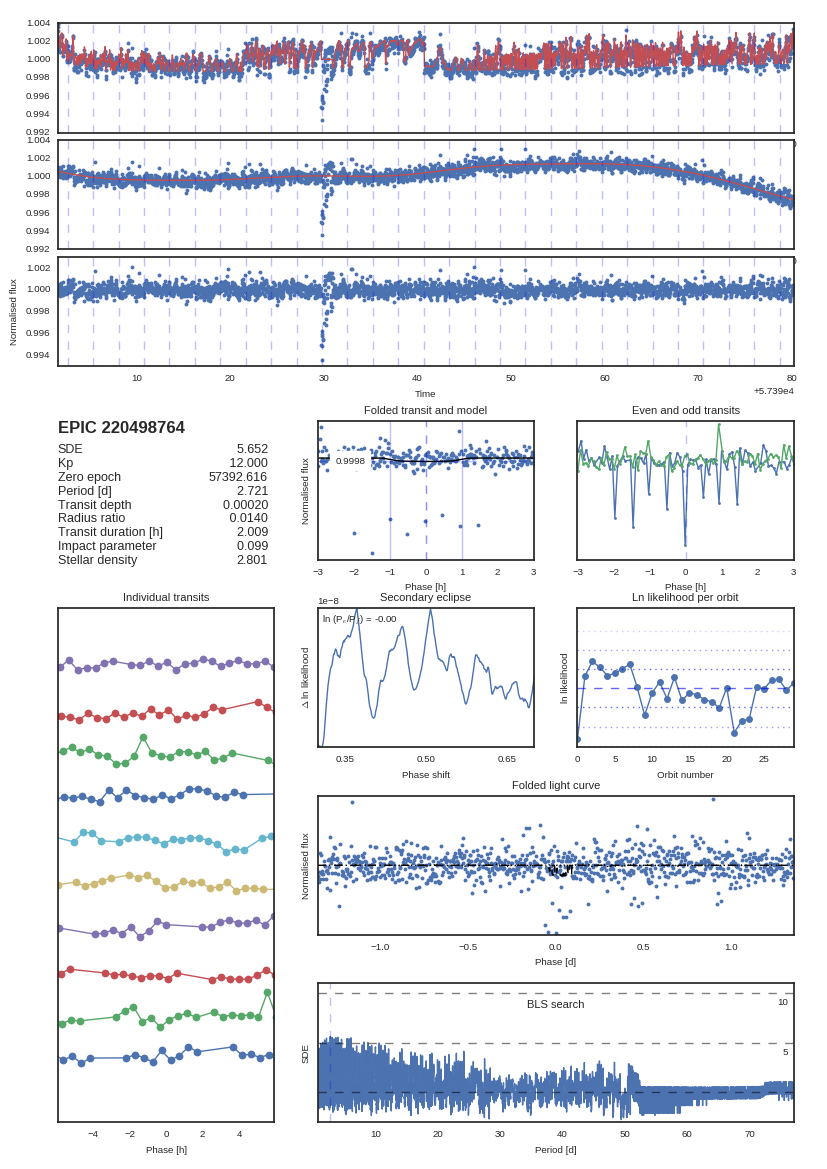 1.004
1.002
1.000
0.998
0.996
0.994
0.992
1.004
1.002
1.000
0.998
0.996
0.994
0.992
1.002
1.000
0.998
0.996
0.994
Normalised flux
10 20 30 40 50 60 70 80
Time
+5.739e4
EPIC 220498764
SDE 5.652
Kp 12.000
Zero epoch 57392.616
Period [d] 2.721
Transit depth 0.00020
Radius ratio 0.0140
Transit duration [h] 2.009
Impact parameter 0.099
Stellar density 2.801
Folded transit and model
Normalised flux
0.9998
−3 −2 −1 0 1 2 3
Phase [h]
Even and odd transits
−3 −2 −1 0 1 2 3
Phase [h]
Individual transits
−4 −2 0 2 4
Phase [h]
Secondary eclipse
1e−8
Δ ln likelihood
0.35 0.50 0.65
Phase shift
Ln likelihood per orbit
ln likelihood
0 5 10 15 20 25
Orbit number
Folded light curve
Normalised flux
−1.0 −0.5 0.0 0.5 1.0
Phase [d]
BLS search
10
5
SDE
10 20 30 40 50 60 70
Period [d]